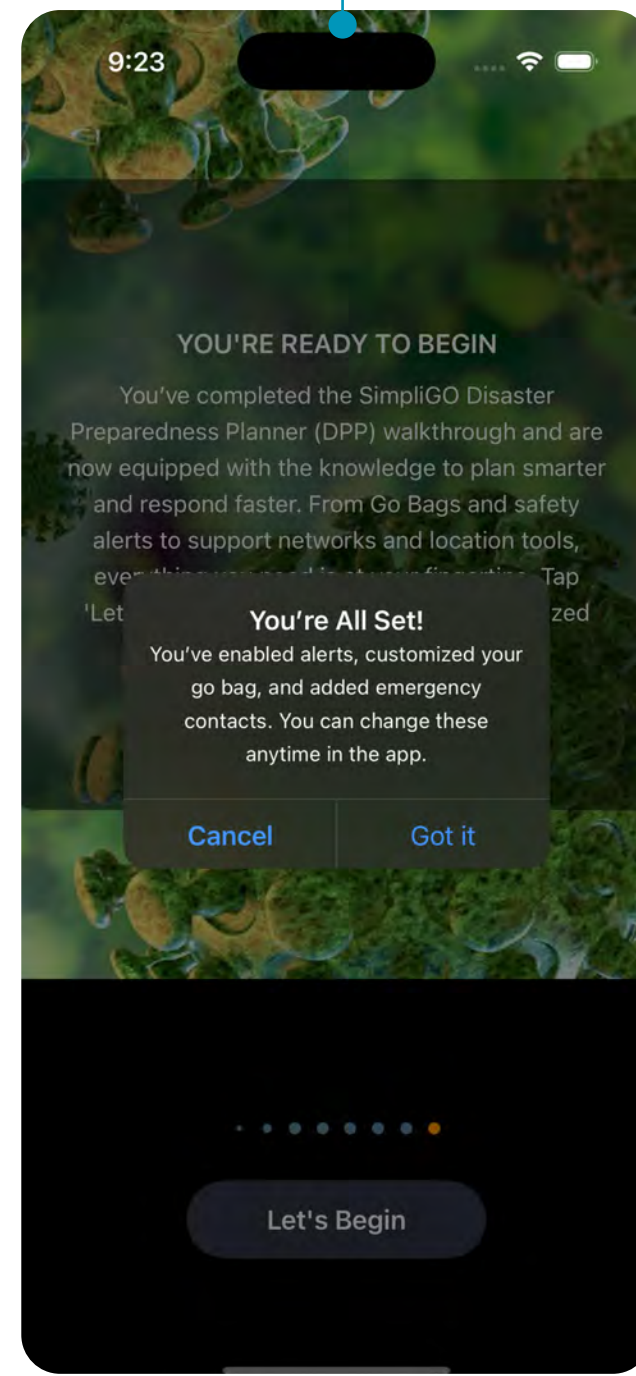 9:23
YOU'RE READY TO BEGIN
You’ve completed the SimpliGO Disaster
Preparedness Planner (DPP) walkthrough and are
now equipped with the knowledge to plan smarter
and respond faster. From Go Bags and safety
alerts to support networks and location tools,
Tap
'Let
You’re All Set!
You’ve enabled alerts, customized your
go bag, and added emergency
contacts. You can change these
anytime in the app.
Cancel
Got it
Let's Begin